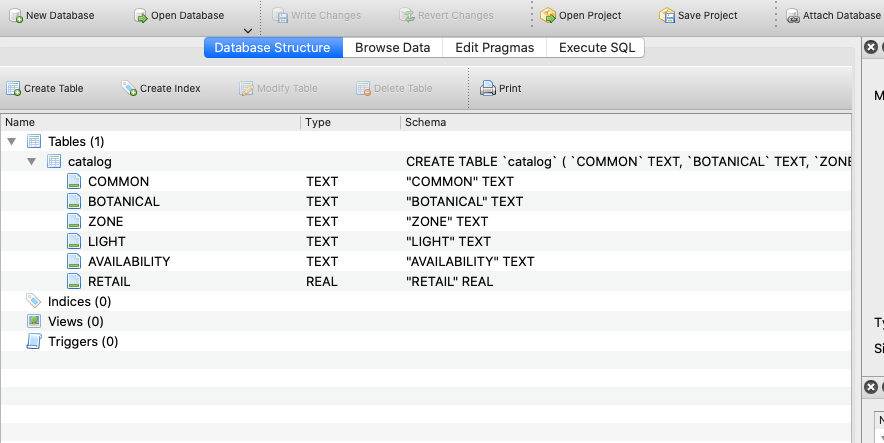 New Database Open Database Write Changes Revert Changes Open Project Save Project Attach Database
Database Structure Browse Data Edit Pragmas Execute SQL
Create Table Create Index Modify Table Delete Table Print
Name Type Schema
Tables (1)
catalog CREATE TABLE `catalog` ( `COMMON` TEXT, `BOTANICAL` TEXT, `ZONE
COMMON TEXT "COMMON" TEXT
BOTANICAL TEXT "BOTANICAL" TEXT
ZONE TEXT "ZONE" TEXT
LIGHT TEXT "LIGHT" TEXT
AVAILABILITY TEXT "AVAILABILITY" TEXT
RETAIL REAL "RETAIL" REAL
Indices (0)
Views (0)
Triggers (0)